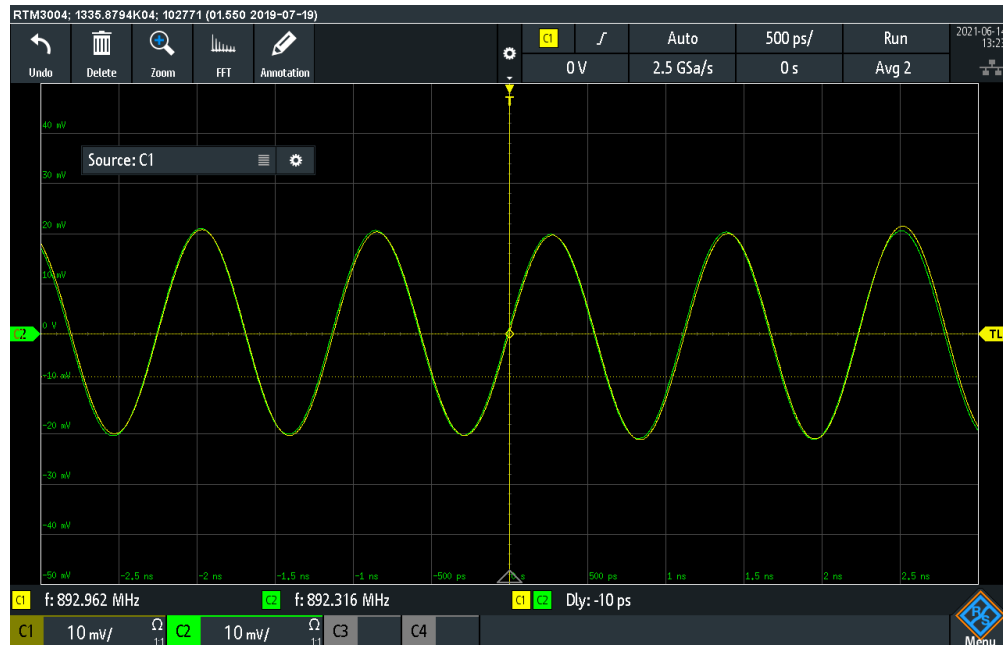 RTM3004; 1335.8794K04; 102771 (01.550 2019-07-19)
Undo Delete Zoom FFT Annotation
C1 Auto 500 ps/ Run
0 V 2.5 GSa/s 0 s Avg 2
2021-06-14
T
40 mV
Source: C1
30 mV
20 mV
10 mV
0 V
C2 TL
-10 mV
-20 mV
-30 mV
-40 mV
-50 mV -2.5 ns -2 ns -1.5 ns -1 ns -500 ps 0 s 500 ps 1 ns 1.5 ns 2 ns 2.5 ns
C1 f: 892.962 MHz C2 f: 892.316 MHz C1 C2 Dly: -10 ps
C1 10 mV/ Ω 1:1 C2 10 mV/ Ω 1:1 C3 C4
R&S
Menu